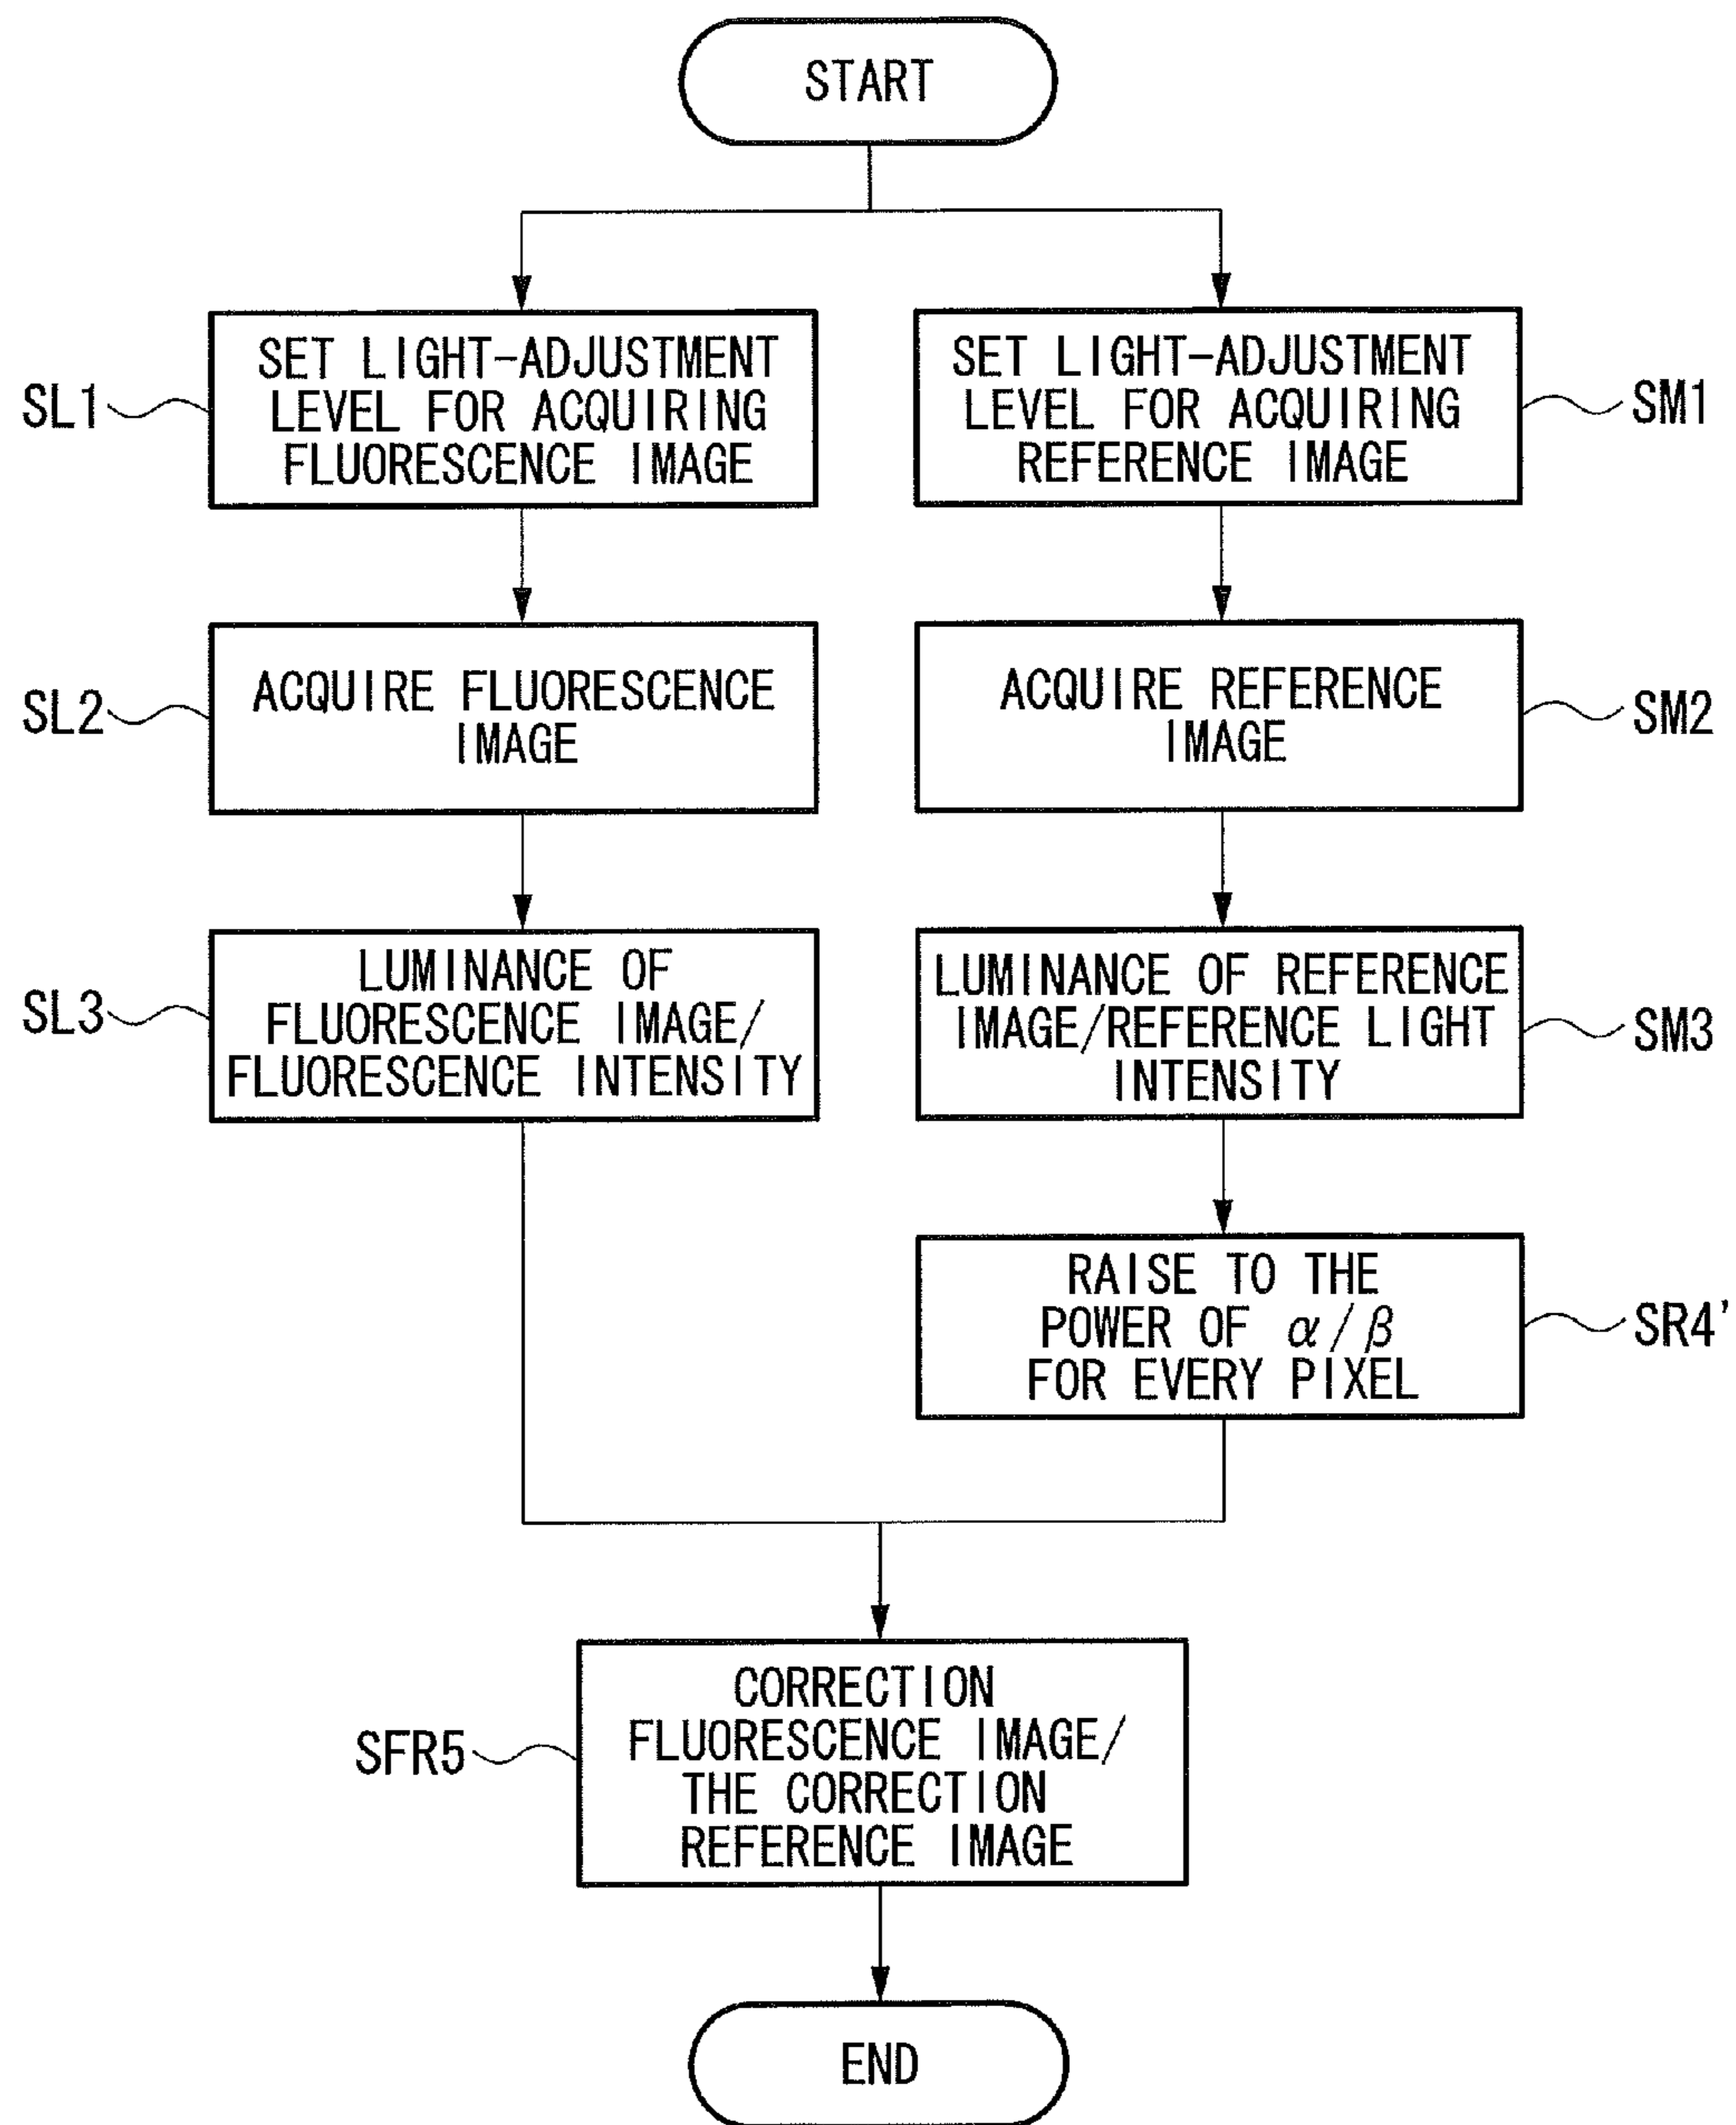 START
SL1
SET LIGHT-ADJUSTMENT
LEVEL FOR ACQUIRING
FLUORESCENCE IMAGE
SET LIGHT-ADJUSTMENT
LEVEL FOR ACQUIRING
REFERENCE IMAGE
SM1
SL2
ACQUIRE FLUORESCENCE
IMAGE
ACQUIRE REFERENCE
IMAGE
SM2
SL3
LUMINANCE OF
FLUORESCENCE IMAGE/
FLUORESCENCE INTENSITY
LUMINANCE OF REFERENCE
IMAGE/REFERENCE LIGHT
INTENSITY
SM3
RAISE TO THE
POWER OF α/β
FOR EVERY PIXEL
SR4'
SFR5
CORRECTION
FLUORESCENCE IMAGE/
THE CORRECTION
REFERENCE IMAGE
END